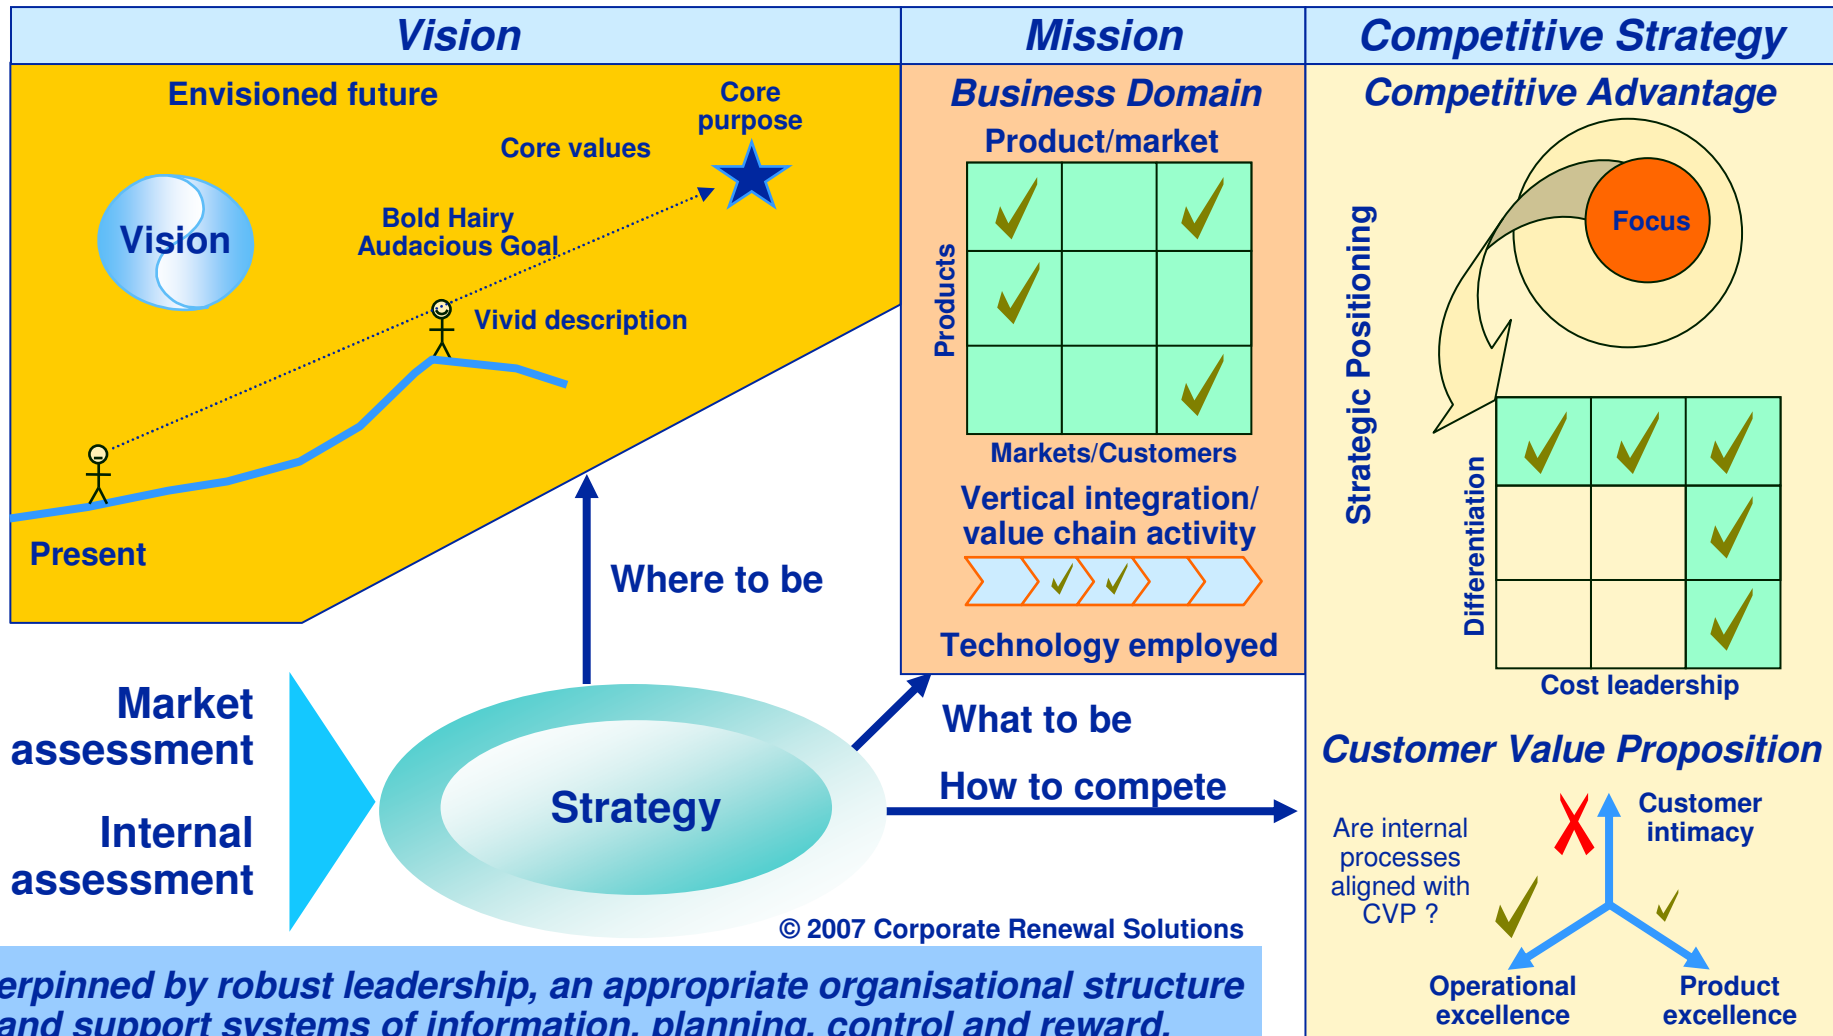 Vision
Mission
Competitive Strategy
Envisioned future
Core
purpose
Core values
Vision
Bold Hairy
Audacious Goal
Vivid description
Present
Where to be
Business Domain
Product/market
Products
Markets/Customers
Vertical integration/
value chain activity
Technology employed
Competitive Advantage
Focus
Strategic Positioning
Differentiation
Cost leadership
Market
assessment
Internal
assessment
Strategy
What to be
How to compete
Customer Value Proposition
Are internal
processes
aligned with
CVP ?
Customer
intimacy
Operational
excellence
Product
excellence
© 2007 Corporate Renewal Solutions
erpinned by robust leadership, an appropriate organisational structure
and support systems of information, planning, control and reward.